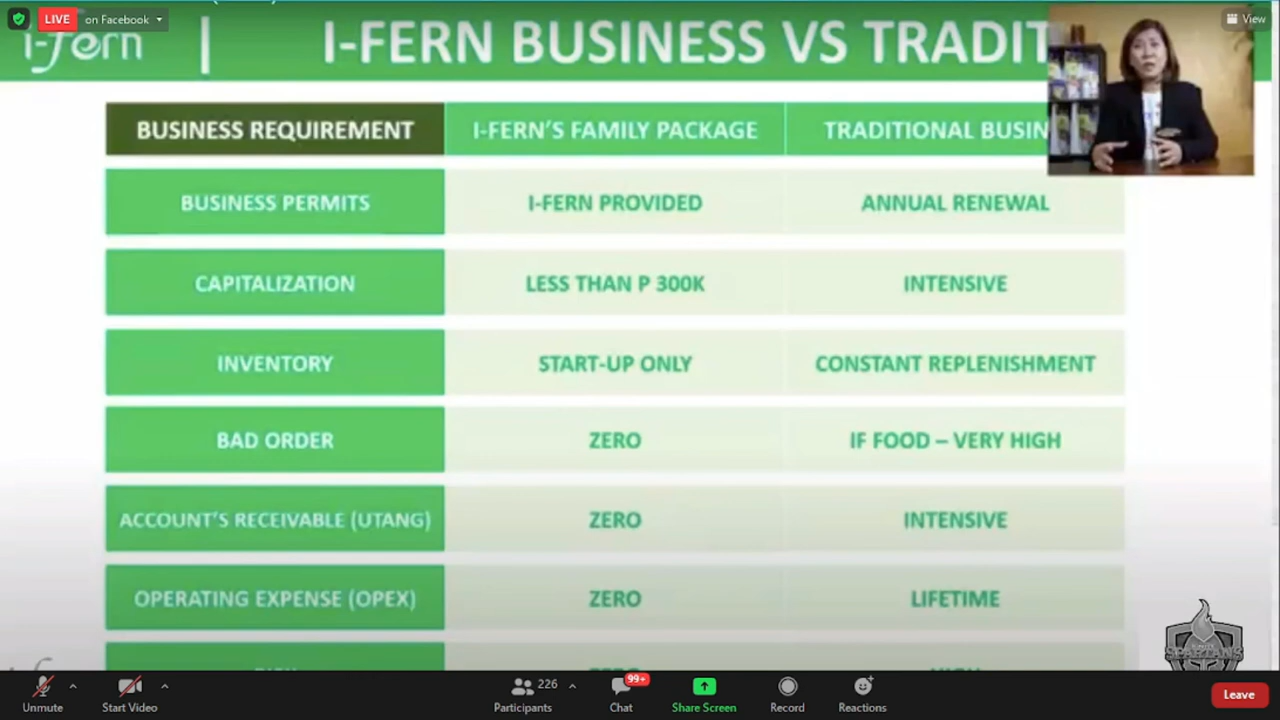 LIVE on Facebook
View
i-fern
I-FERN BUSINESS VS TRADIT
BUSINESS REQUIREMENT I-FERN'S FAMILY PACKAGE TRADITIONAL BUSIN
BUSINESS PERMITS I-FERN PROVIDED ANNUAL RENEWAL
CAPITALIZATION LESS THAN P 300K INTENSIVE
INVENTORY START-UP ONLY CONSTANT REPLENISHMENT
BAD ORDER ZERO IF FOOD – VERY HIGH
ACCOUNT'S RECEIVABLE (UTANG) ZERO INTENSIVE
OPERATING EXPENSE (OPEX) ZERO LIFETIME
SPARTANS
Unmute Start Video Participants 226 Chat 99+ Share Screen Record Reactions Leave